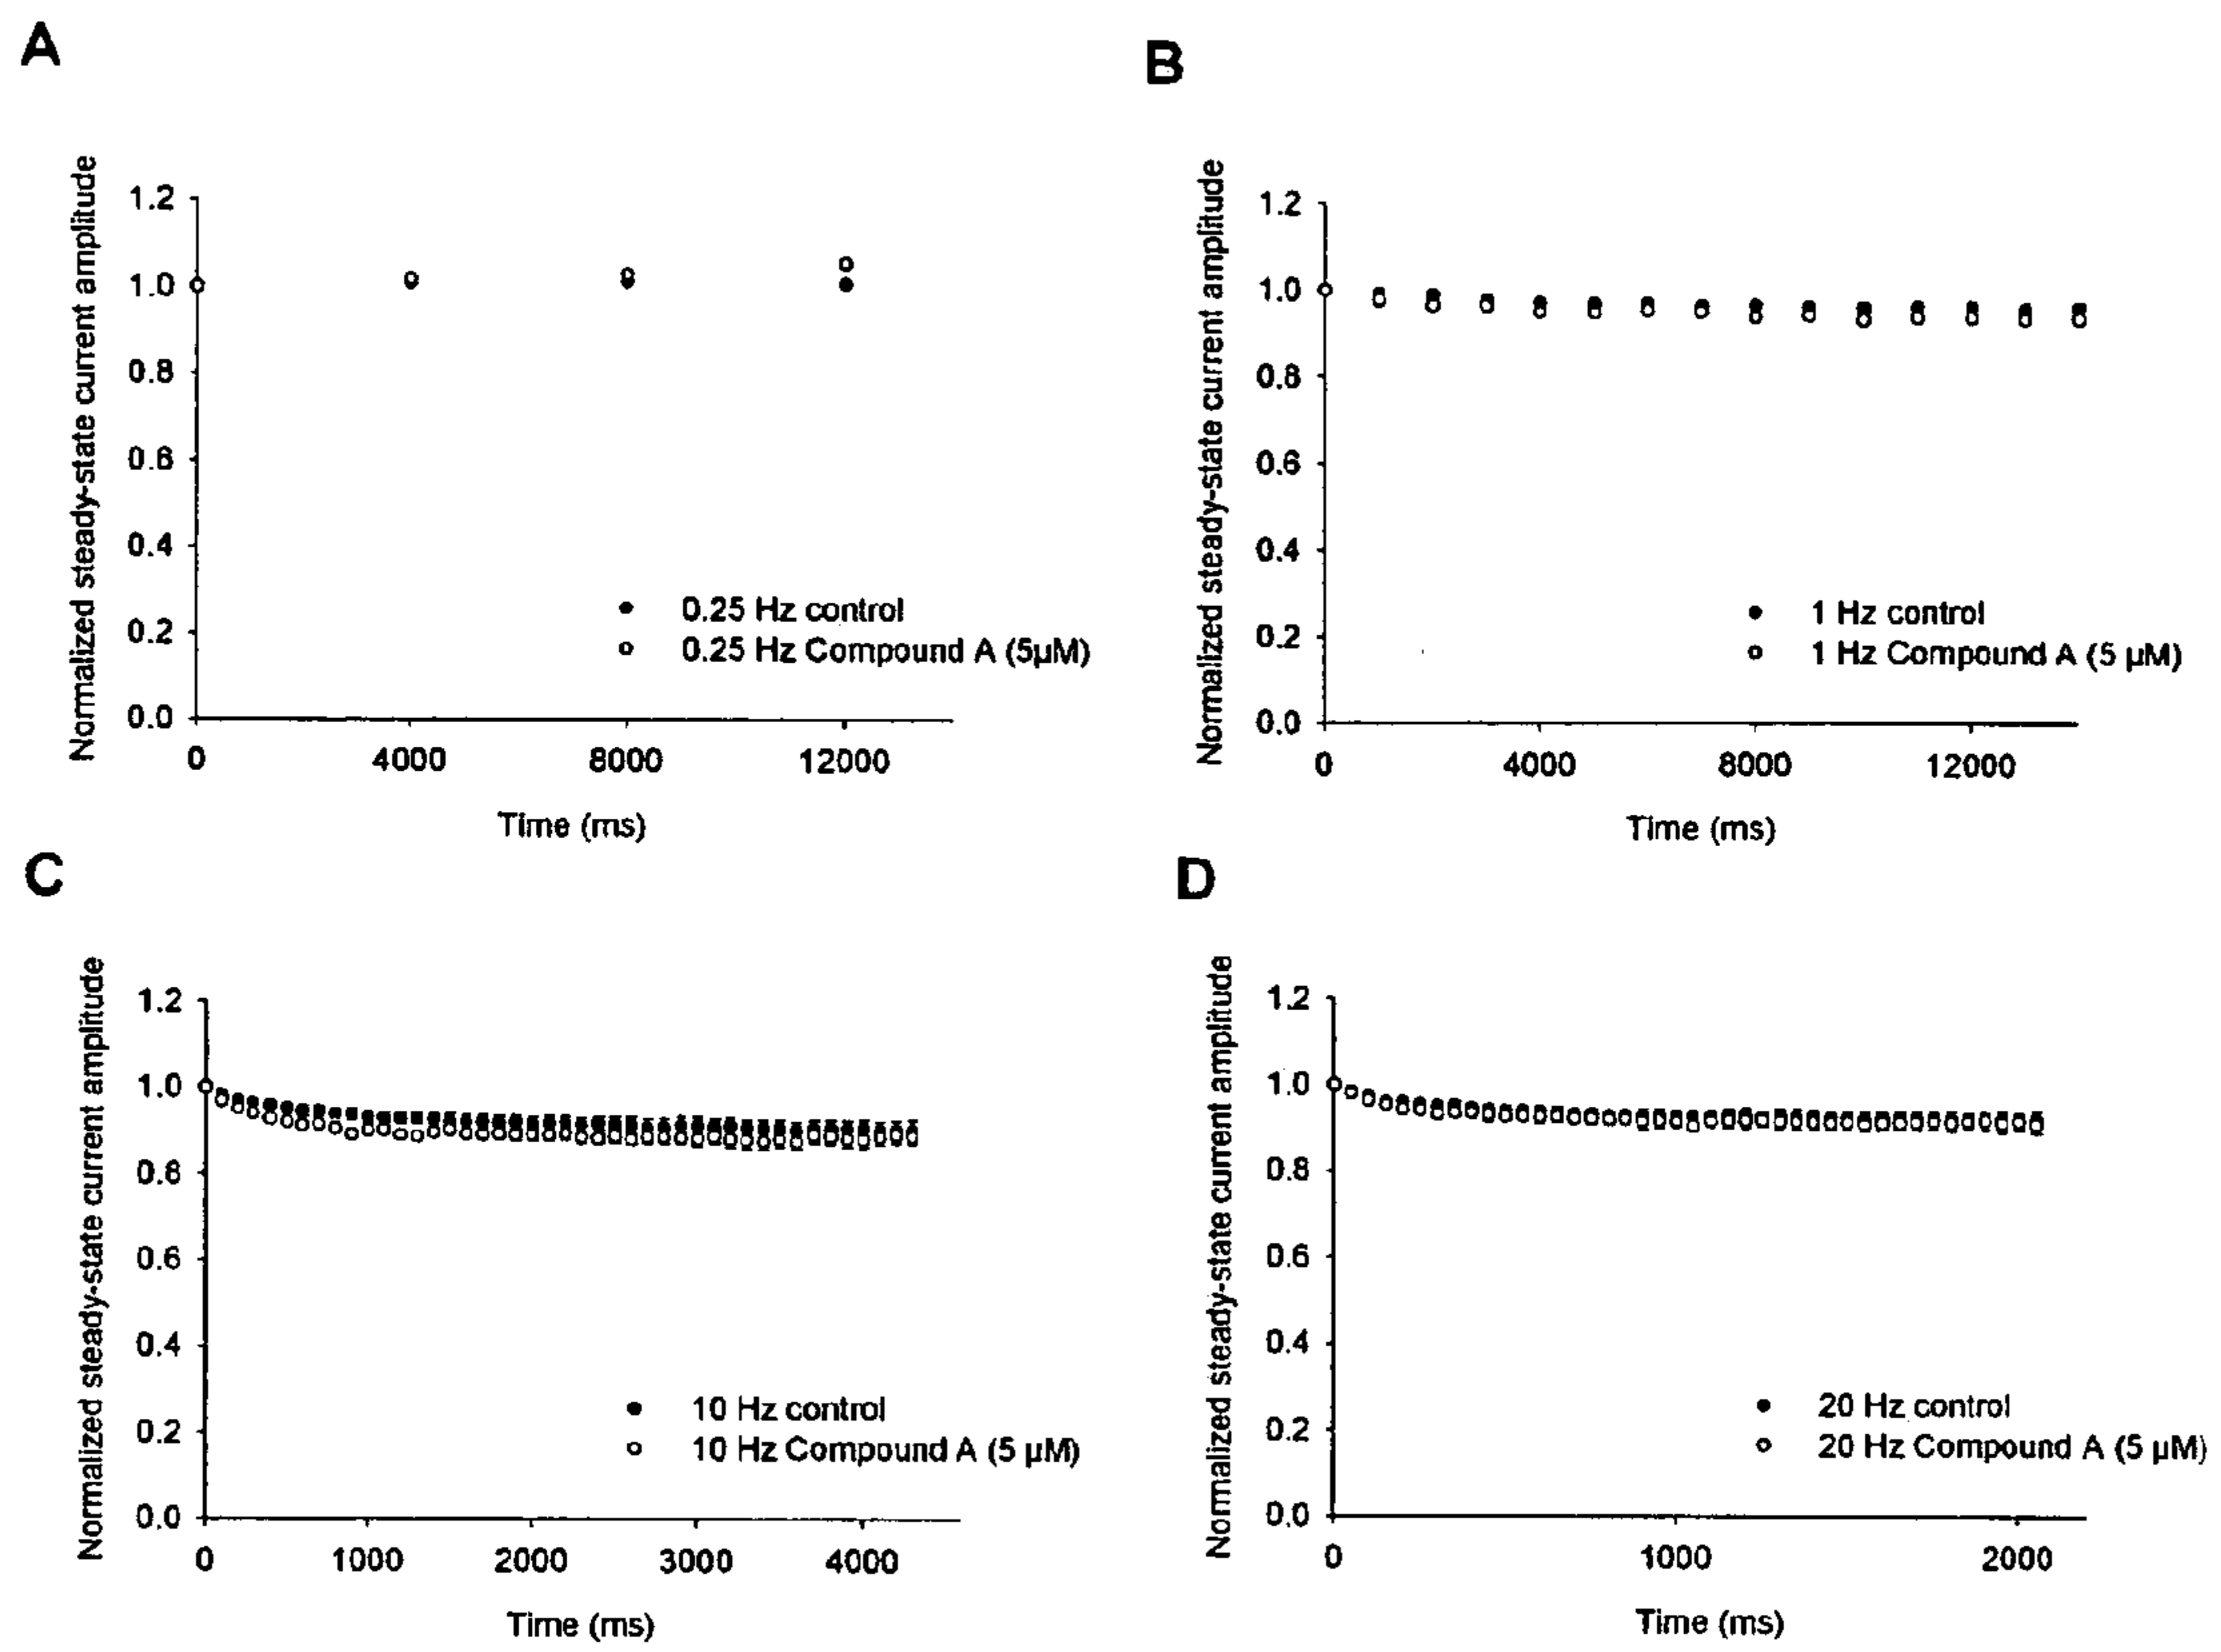 A
Normalized steady-state current amplitude
1.2
1.0
0.8
0.6
0.4
0.2
0.0
0.25 Hz control
0.25 Hz Compound A (5µM)
0 4000 8000 12000
Time (ms)
B
Normalized steady-state current amplitude
1.2
1.0
0.8
0.6
0.4
0.2
0.0
1 Hz control
1 Hz Compound A (5 µM)
0 4000 8000 12000
Time (ms)
C
Normalized steady-state current amplitude
1.2
1.0
0.8
0.6
0.4
0.2
0.0
10 Hz control
10 Hz Compound A (5 µM)
0 1000 2000 3000 4000
Time (ms)
D
Normalized steady-state current amplitude
1.2
1.0
0.8
0.6
0.4
0.2
0.0
20 Hz control
20 Hz Compound A (5 µM)
0 1000 2000
Time (ms)